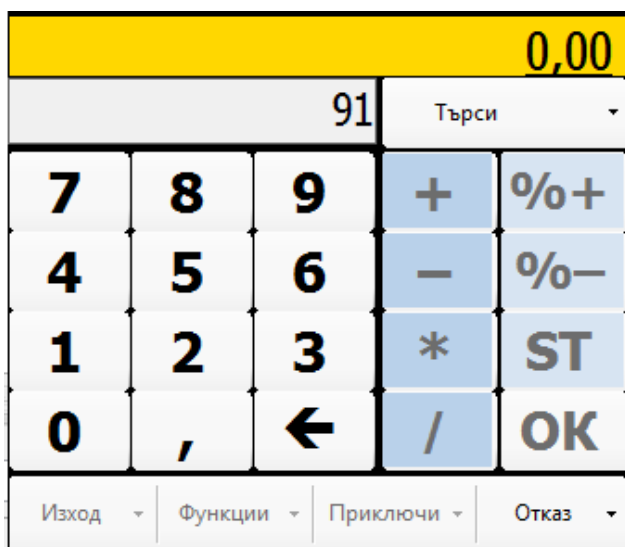 0,00
91 Търси
7 8 9 + %+
4 5 6 − %−
1 2 3 * ST
0 , ← / OK
Изход Функции Приключи Отказ